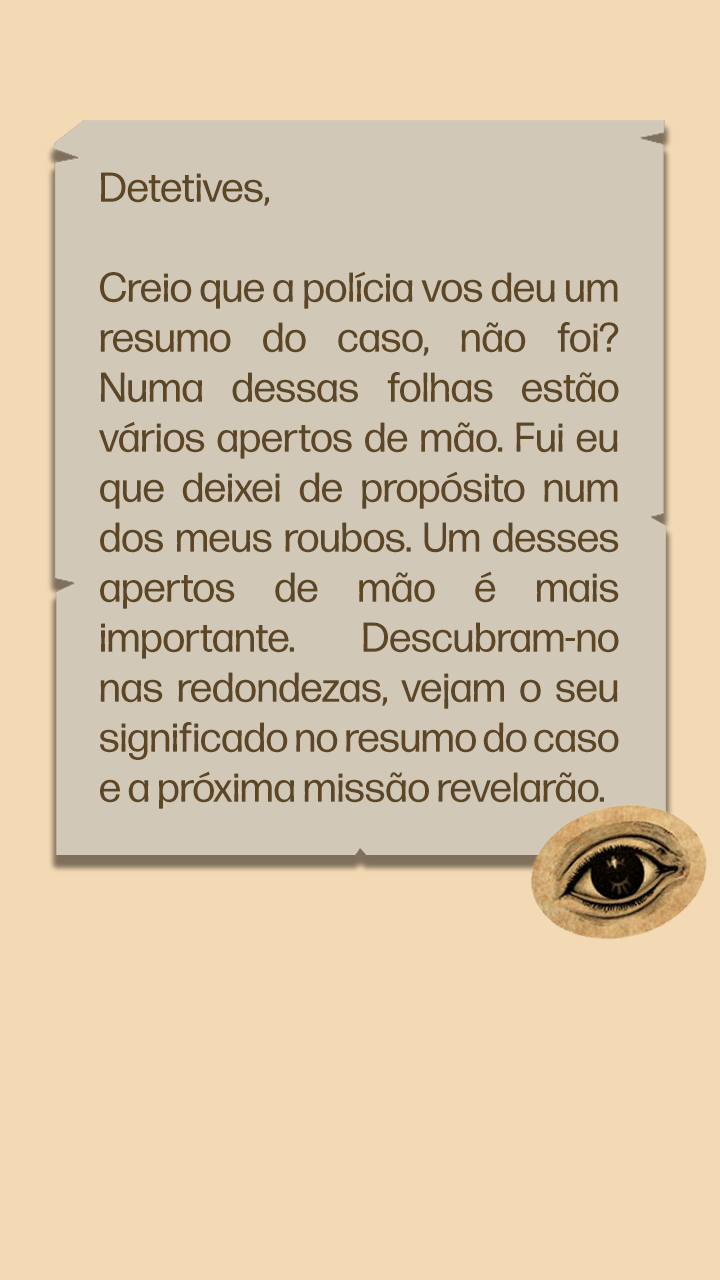 Detetives,
Creio que a polícia vos deu um
resumo do caso, não foi?
Numa dessas folhas estão
vários apertos de mão. Fui eu
que deixei de propósito num
dos meus roubos. Um desses
apertos de mão é mais
importante. Descubram-no
nas redondezas, vejam o seu
significado no resumo do caso
e a próxima missão revelarão.